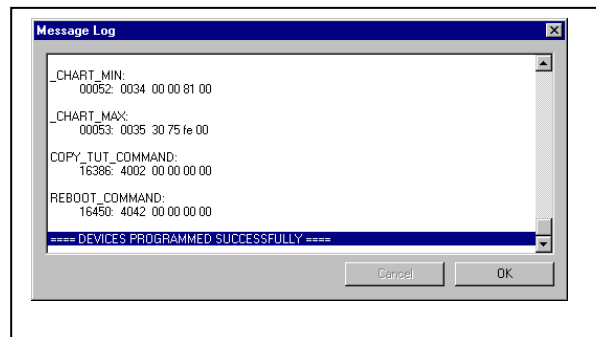 Message Log
_CHART_MIN:
00052: 0034 00 00 81 00
_CHART_MAX:
00053: 0035 30 75 fe 00
COPY_TUT_COMMAND:
16386: 4002 00 00 00 00
REBOOT_COMMAND:
16450: 4042 00 00 00 00
==== DEVICES PROGRAMMED SUCCESSFULLY ====
Cancel
OK